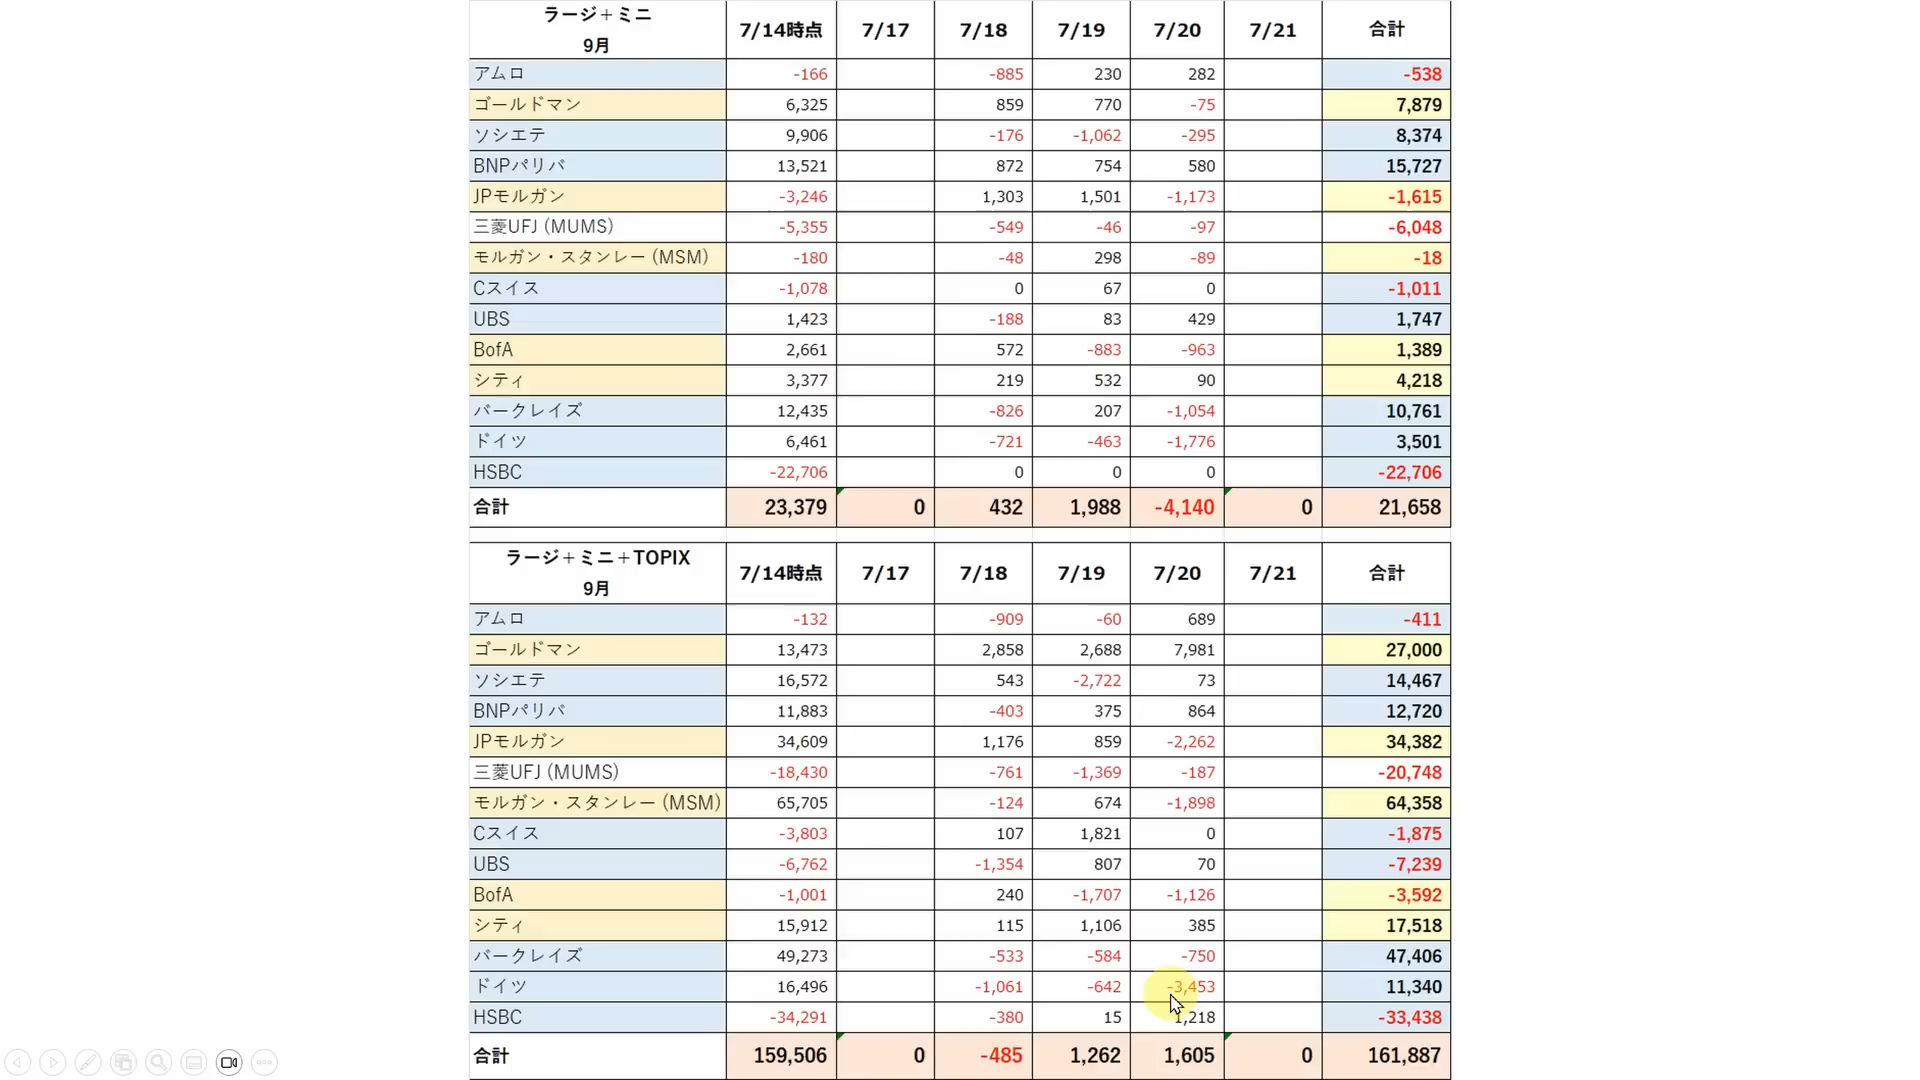 ラージ＋ミニ
9月 7/14時点 7/17 7/18 7/19 7/20 7/21 合計
アムロ -166 -885 230 282 -538
ゴールドマン 6,325 859 770 -75 7,879
ソシエテ 9,906 -176 -1,062 -295 8,374
BNPパリバ 13,521 872 754 580 15,727
JPモルガン -3,246 1,303 1,501 -1,173 -1,615
三菱UFJ (MUMS) -5,355 -549 -46 -97 -6,048
モルガン・スタンレー (MSM) -180 -48 298 -89 -18
Cスイス -1,078 0 67 0 -1,011
UBS 1,423 -188 83 429 1,747
BofA 2,661 572 -883 -963 1,389
シティ 3,377 219 532 90 4,218
バークレイズ 12,435 -826 207 -1,054 10,761
ドイツ 6,461 -721 -463 -1,776 3,501
HSBC -22,706 0 0 0 -22,706
合計 23,379 0 432 1,988 -4,140 0 21,658
ラージ＋ミニ＋TOPIX
9月 7/14時点 7/17 7/18 7/19 7/20 7/21 合計
アムロ -132 -909 -60 689 -411
ゴールドマン 13,473 2,858 2,688 7,981 27,000
ソシエテ 16,572 543 -2,722 73 14,467
BNPパリバ 11,883 -403 375 864 12,720
JPモルガン 34,609 1,176 859 -2,262 34,382
三菱UFJ (MUMS) -18,430 -761 -1,369 -187 -20,748
モルガン・スタンレー (MSM) 65,705 -124 674 -1,898 64,358
Cスイス -3,803 107 1,821 0 -1,875
UBS -6,762 -1,354 807 70 -7,239
BofA -1,001 240 -1,707 -1,126 -3,592
シティ 15,912 115 1,106 385 17,518
バークレイズ 49,273 -533 -584 -750 47,406
ドイツ 16,496 -1,061 -642 -3,453 11,340
HSBC -34,291 -380 15 1,218 -33,438
合計 159,506 0 -485 1,262 1,605 0 161,887